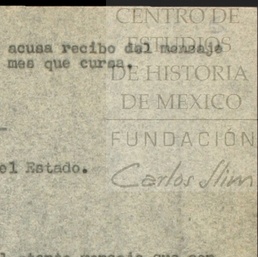 CENTRO DE
ESTUDIOS
DE HISTORIA
DE MEXICO
FUNDACIÓN
Carlos Slim
acusa recibo del mensaje
mes que cursa.
el Estado.